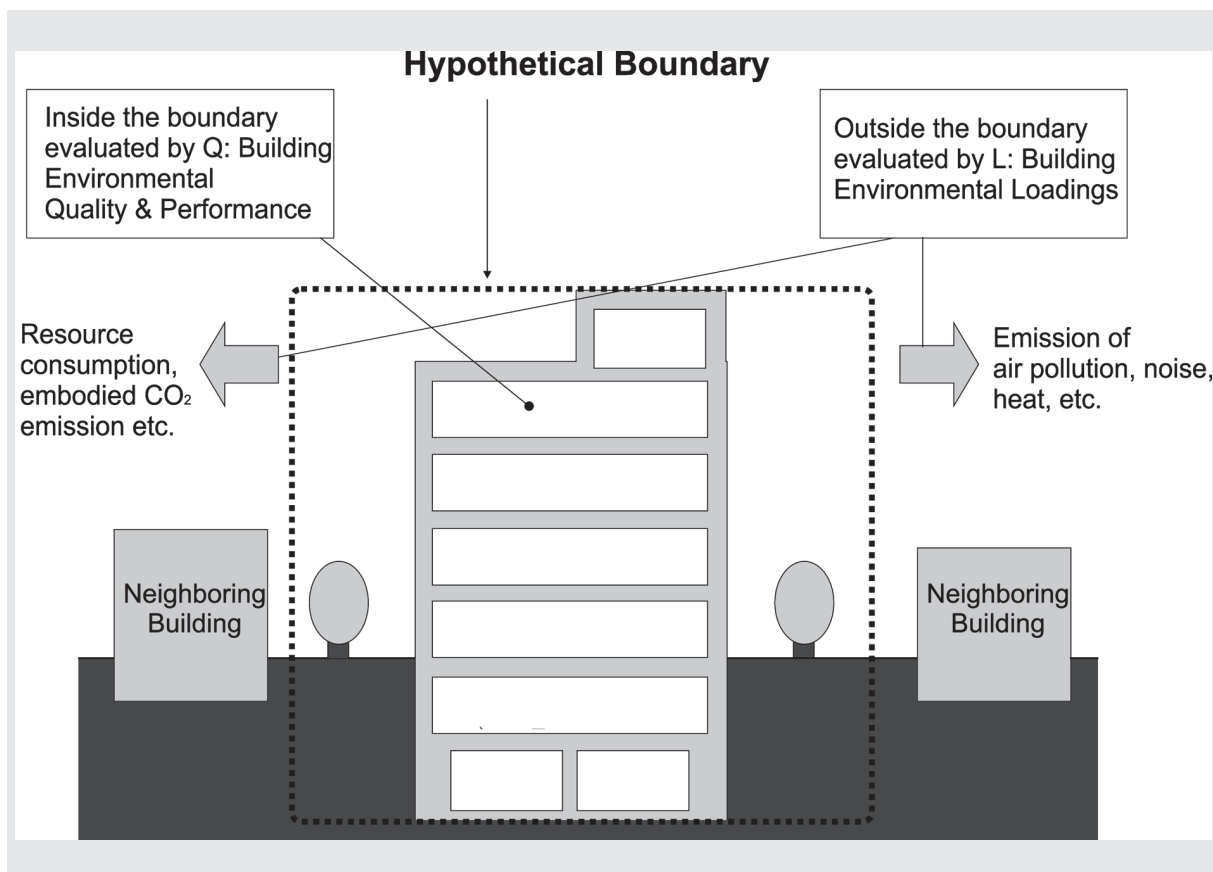 Hypothetical Boundary
Inside the boundary
evaluated by Q: Building
Environmental
Quality & Performance
Outside the boundary
evaluated by L: Building
Environmental Loadings
Resource
consumption,
embodied CO₂
emission etc.
Emission of
air pollution, noise,
heat, etc.
Neighboring
Building
Neighboring
Building